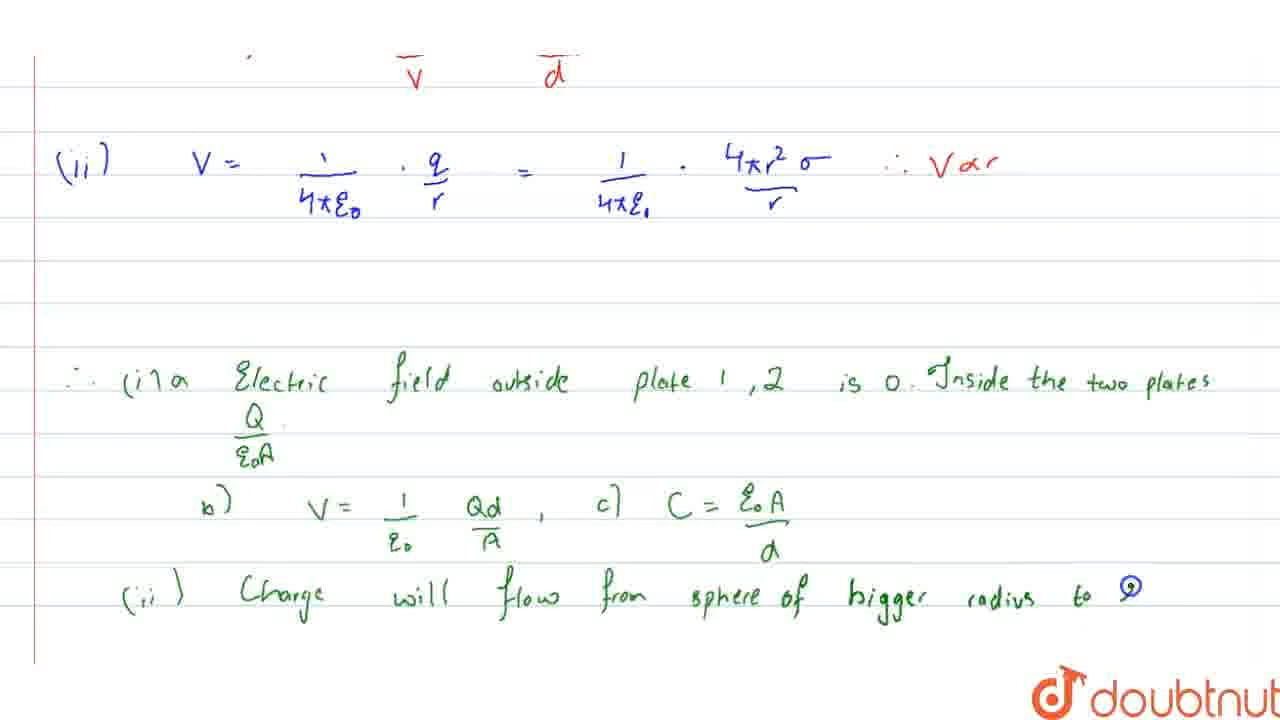 V d
(ii) V = 1/4πε₀ · q/r = 1/4πε₀ · 4πr²σ/r ∴ V ∝ r
∴ (i) a Electric field outside plate 1, 2 is 0. Inside the two plates
Q/ε₀A
b) V = 1/ε₀ Qd/A , c) C = ε₀A/d
(ii) Charge will flow from sphere of bigger radius to
doubtnut